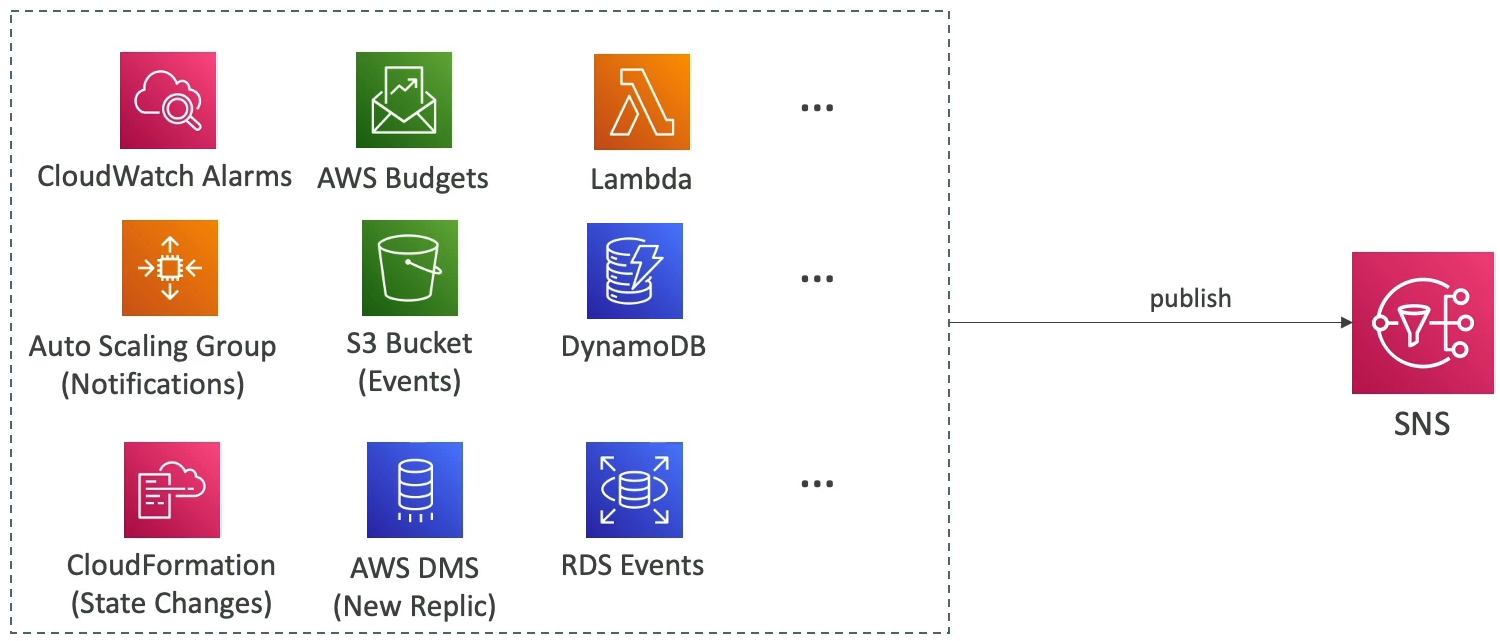 CloudWatch Alarms
AWS Budgets
Lambda
...
Auto Scaling Group
(Notifications)
S3 Bucket
(Events)
DynamoDB
...
publish
SNS
CloudFormation
(State Changes)
AWS DMS
(New Replic)
RDS Events
...